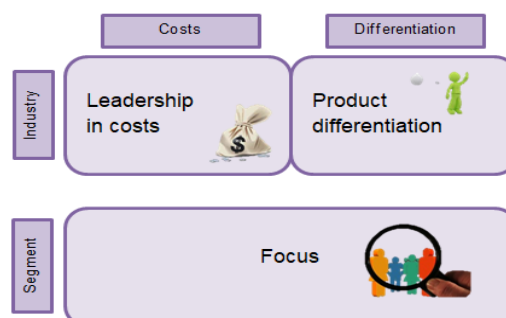 Costs
Differentiation
Industry
Leadership
in costs
$
Product
differentiation
Segment
Focus